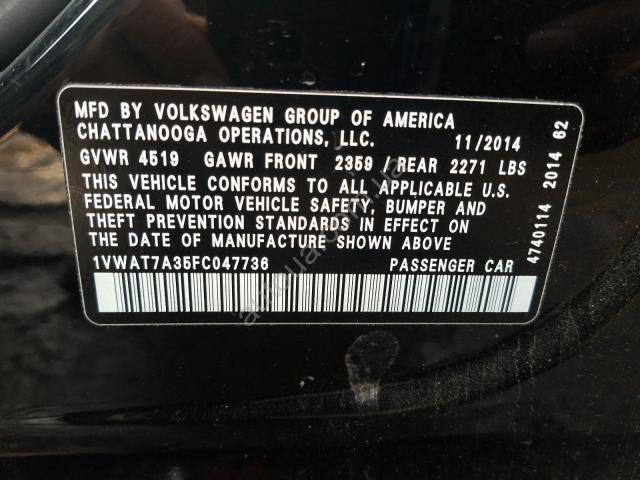 MFD BY VOLKSWAGEN GROUP OF AMERICA
CHATTANOOGA OPERATIONS, LLC. 11/2014
GVWR 4519 GAWR FRONT 2359 / REAR 2271 LBS
THIS VEHICLE CONFORMS TO ALL APPLICABLE U.S.
FEDERAL MOTOR VEHICLE SAFETY, BUMPER AND
THEFT PREVENTION STANDARDS IN EFFECT ON
THE DATE OF MANUFACTURE SHOWN ABOVE
1VWAT7A35FC047736 PASSENGER CAR
4740114 2014 62